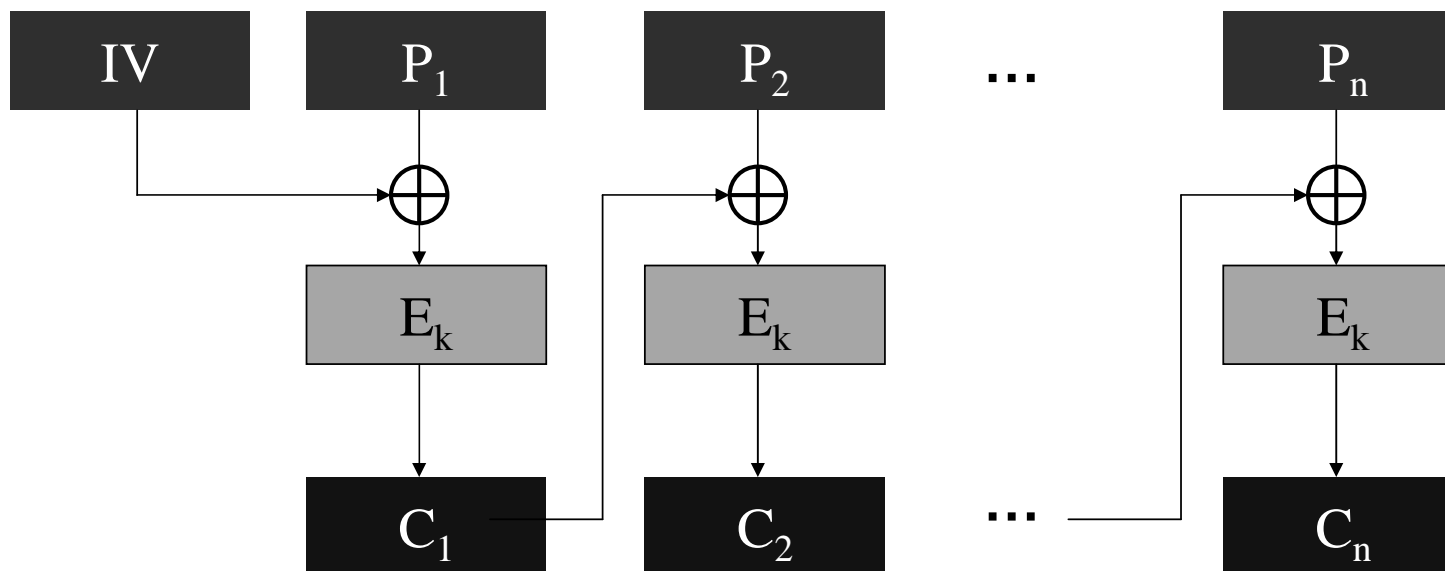 IV P₁ P₂ ... Pₙ
Eₖ Eₖ Eₖ
C₁ C₂ ... Cₙ